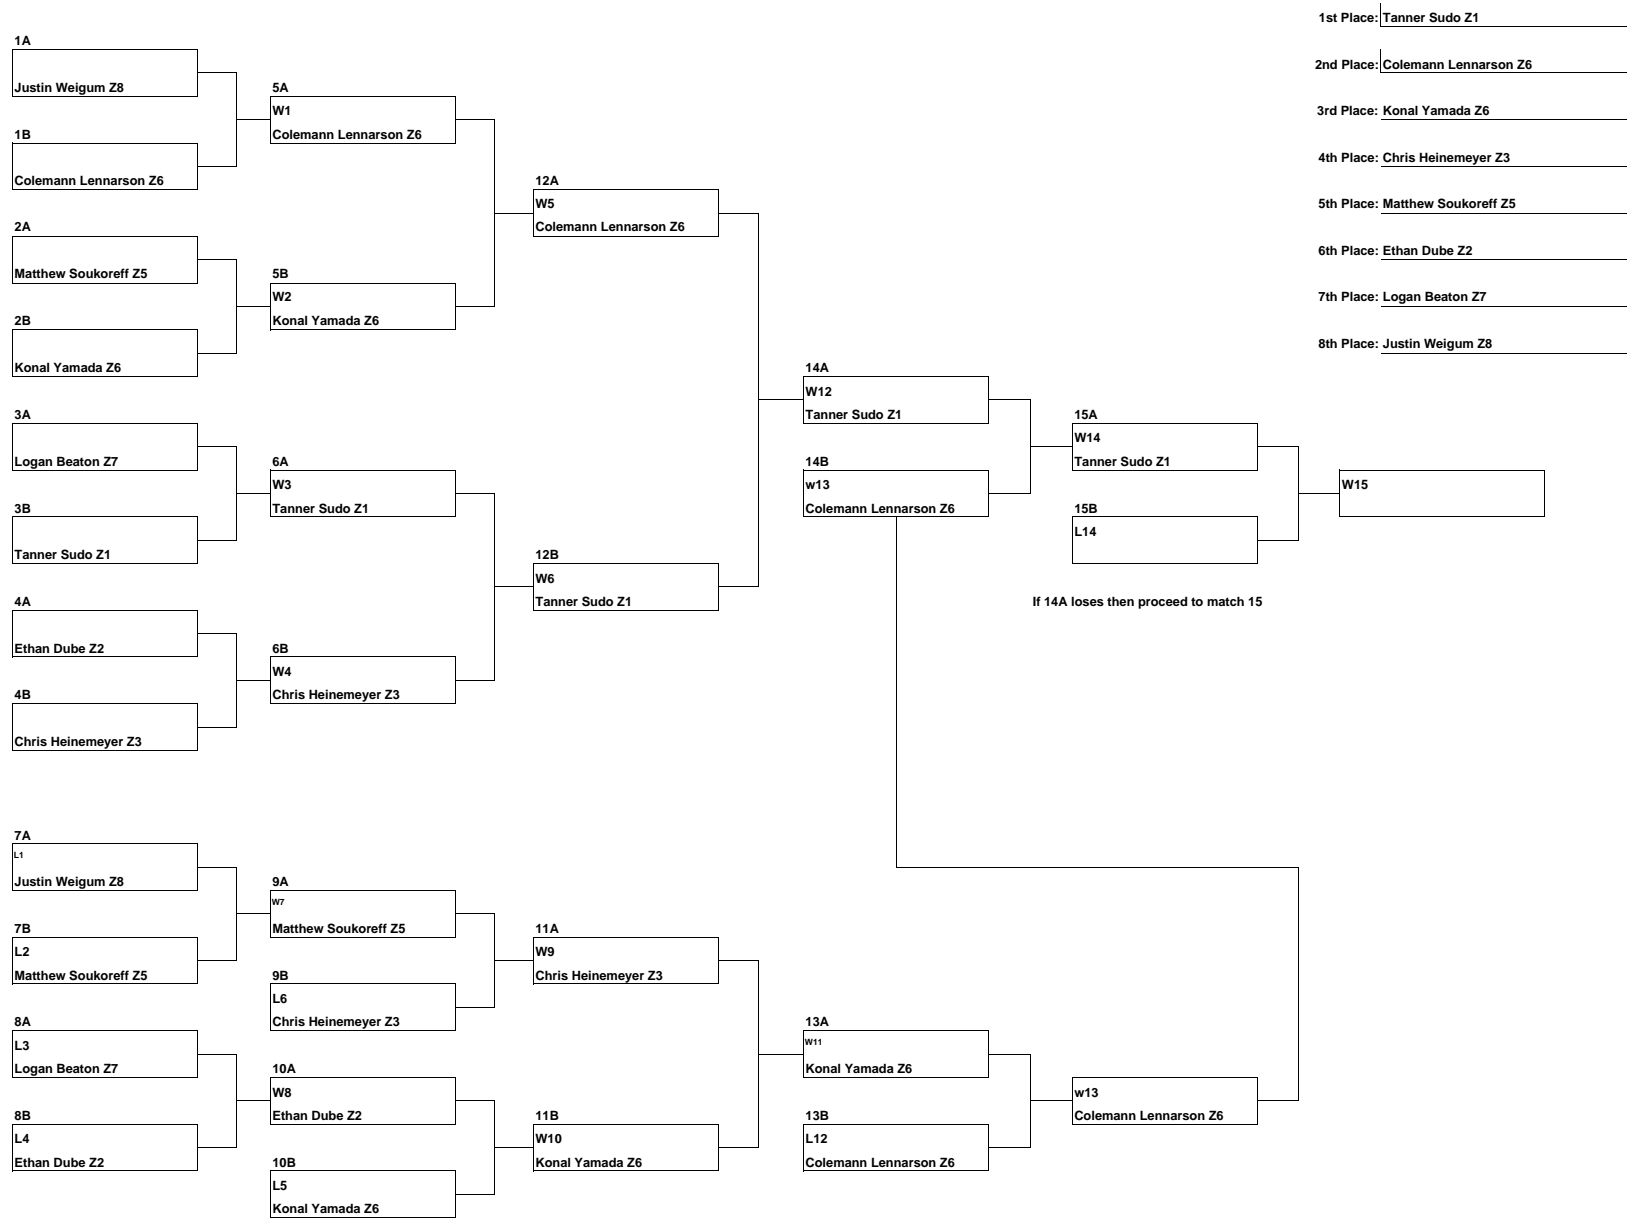 1st Place: Tanner Sudo Z1
2nd Place: Colemann Lennarson Z6
3rd Place: Konal Yamada Z6
4th Place: Chris Heinemeyer Z3
5th Place: Matthew Soukoreff Z5
6th Place: Ethan Dube Z2
7th Place: Logan Beaton Z7
8th Place: Justin Weigum Z8
1A
Justin Weigum Z8
1B
Colemann Lennarson Z6
2A
Matthew Soukoreff Z5
2B
Konal Yamada Z6
3A
Logan Beaton Z7
3B
Tanner Sudo Z1
4A
Ethan Dube Z2
4B
Chris Heinemeyer Z3
5A
W1
Colemann Lennarson Z6
5B
W2
Konal Yamada Z6
6A
W3
Tanner Sudo Z1
6B
W4
Chris Heinemeyer Z3
12A
W5
Colemann Lennarson Z6
12B
W6
Tanner Sudo Z1
14A
W12
Tanner Sudo Z1
14B
w13
Colemann Lennarson Z6
15A
W14
Tanner Sudo Z1
15B
L14
W15
If 14A loses then proceed to match 15
7A
L1
Justin Weigum Z8
7B
L2
Matthew Soukoreff Z5
8A
L3
Logan Beaton Z7
8B
L4
Ethan Dube Z2
9A
W7
Matthew Soukoreff Z5
9B
L6
Chris Heinemeyer Z3
10A
W8
Ethan Dube Z2
10B
L5
Konal Yamada Z6
11A
W9
Chris Heinemeyer Z3
11B
W10
Konal Yamada Z6
13A
W11
Konal Yamada Z6
13B
L12
Colemann Lennarson Z6
w13
Colemann Lennarson Z6